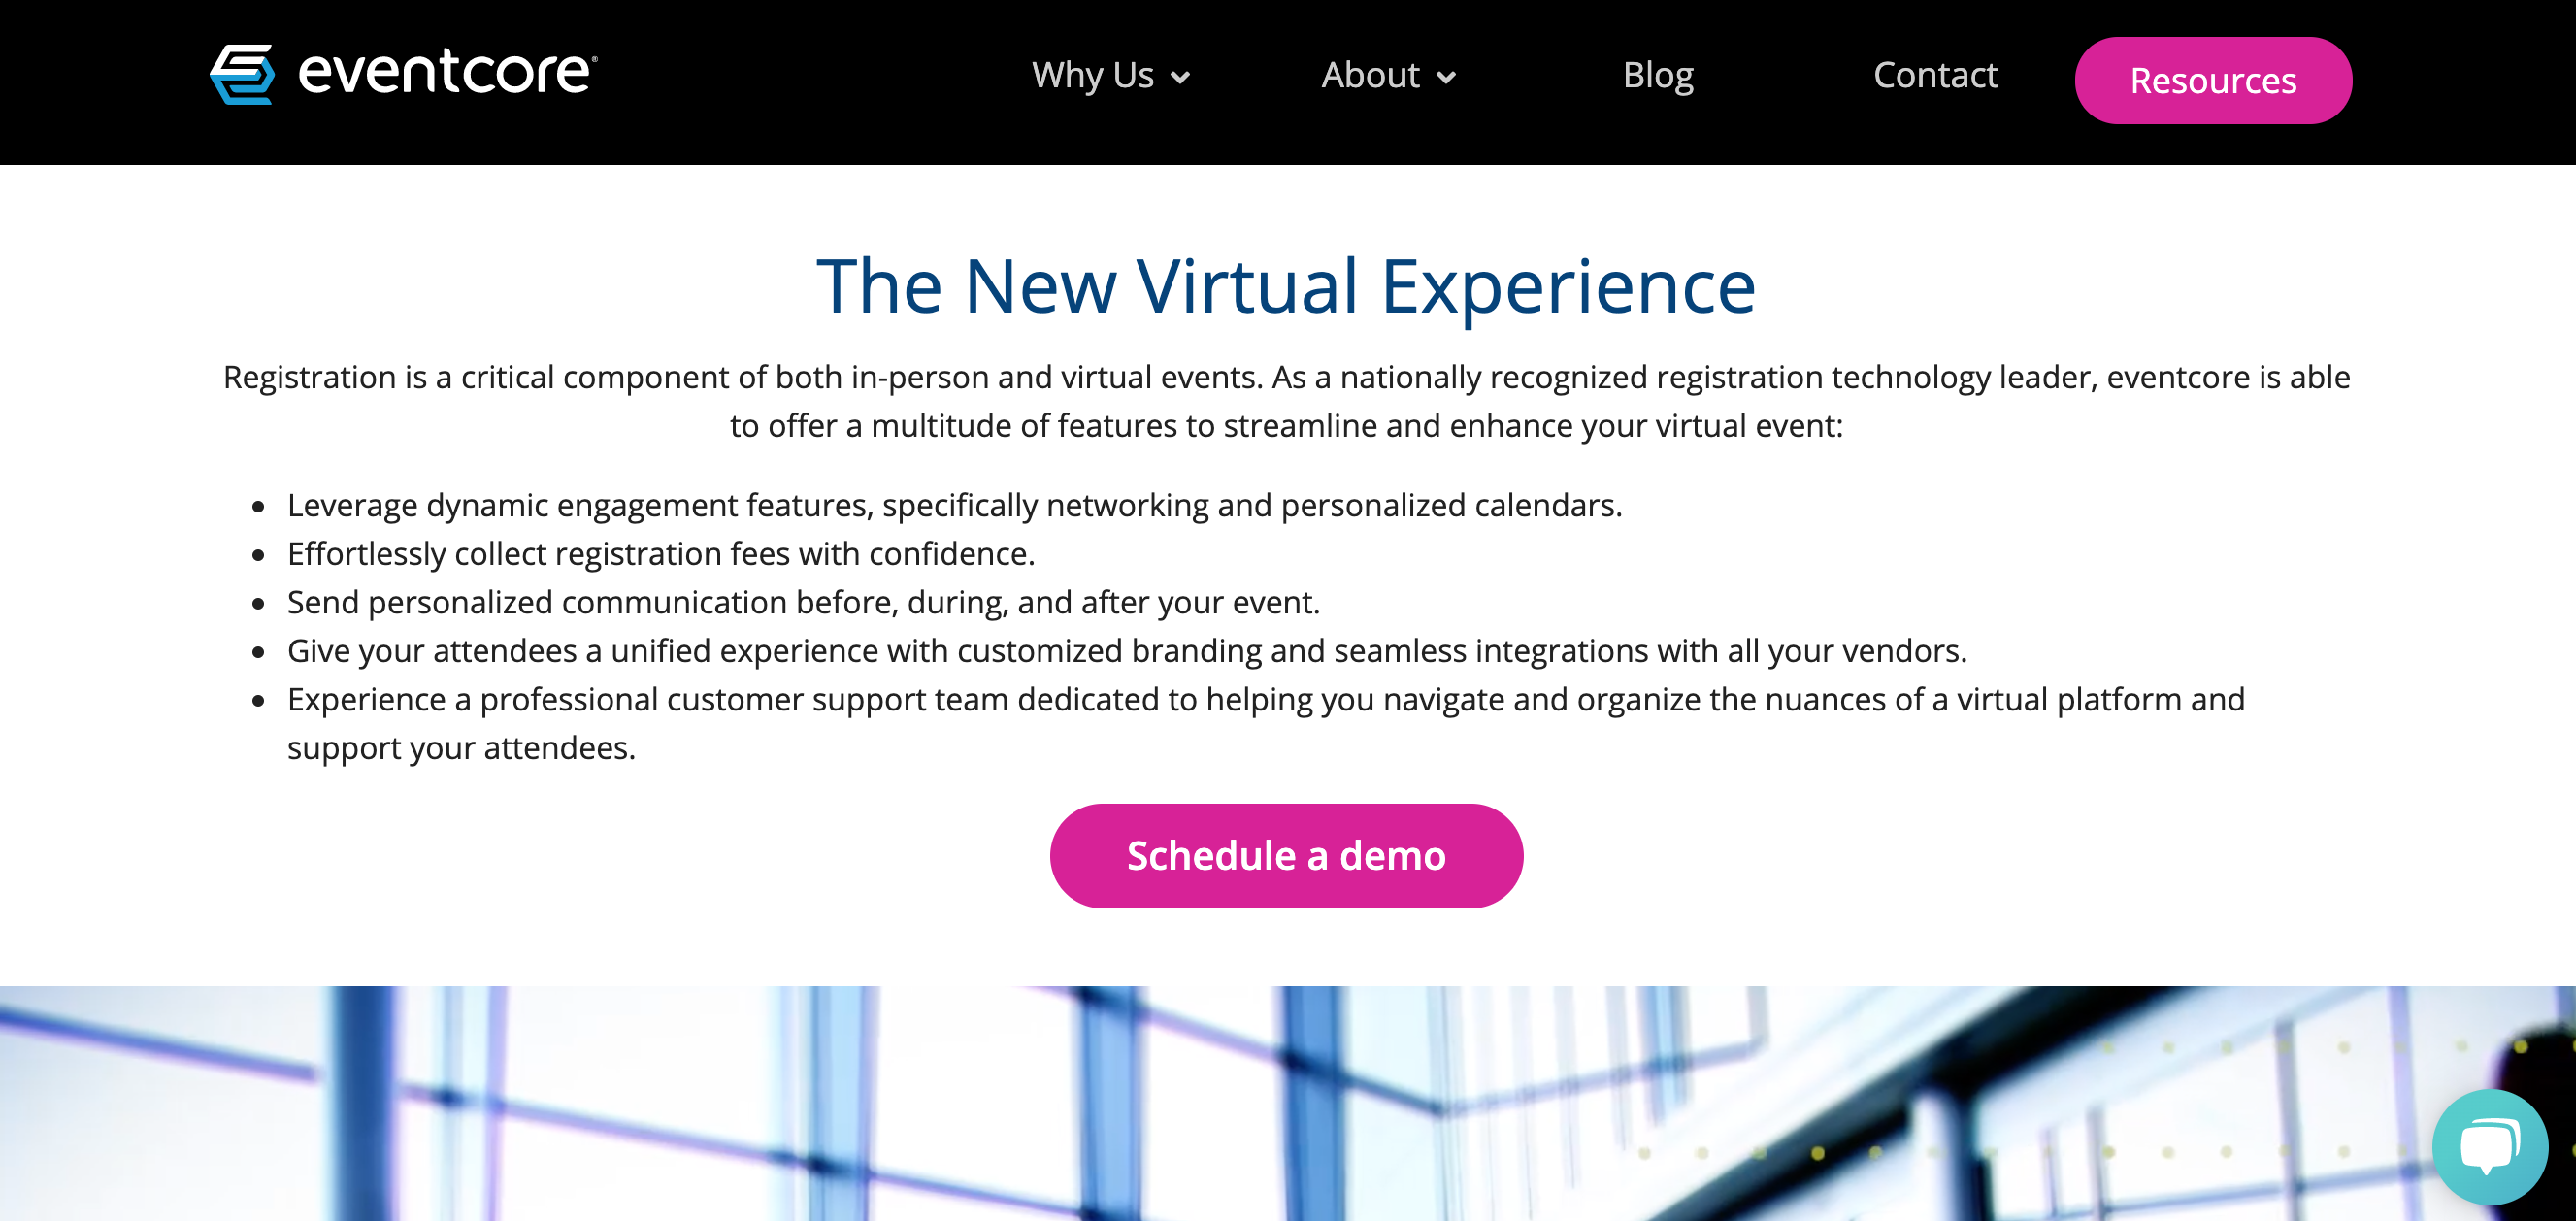 eventcore®
Why Us
About
Blog
Contact
Resources
The New Virtual Experience
Registration is a critical component of both in-person and virtual events. As a nationally recognized registration technology leader, eventcore is able
to offer a multitude of features to streamline and enhance your virtual event:
• Leverage dynamic engagement features, specifically networking and personalized calendars.
• Effortlessly collect registration fees with confidence.
• Send personalized communication before, during, and after your event.
• Give your attendees a unified experience with customized branding and seamless integrations with all your vendors.
• Experience a professional customer support team dedicated to helping you navigate and organize the nuances of a virtual platform and
support your attendees.
Schedule a demo